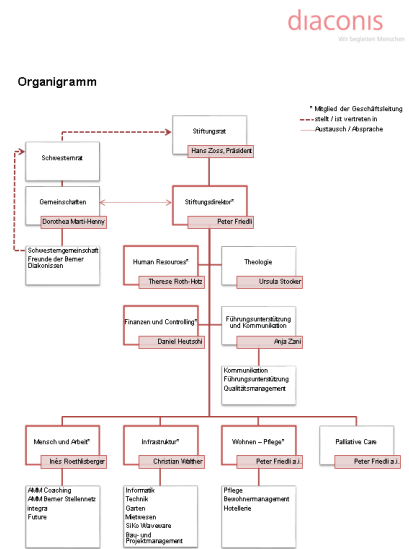 diaconis
Wir begleiten Menschen
Organigramm
* Mitglied der Geschäftsleitung
stellt / ist vertreten in
Austausch / Absprache
Stiftungsrat
Hans Zoss, Präsident
Schwesternrat
Gemeinschaften
Dorothea Marti-Henny
Stiftungsdirektor*
Peter Friedli
Schwesterngemeinschaft
Freunde der Berner
Diakonissen
Human Resources*
Therese Roth-Hotz
Theologie
Ursula Stocker
Finanzen und Controlling*
Daniel Heutschi
Führungsunterstützung
und Kommunikation
Anja Zani
Kommunikation
Führungsunterstützung
Qualitätsmanagement
Mensch und Arbeit*
Inés Roethlisberger
Infrastruktur*
Christian Walther
Wohnen – Pflege*
Peter Friedli a.i.
Palliative Care
Peter Friedli a.i.
AMM Coaching
AMM Berner Stellennetz
integra
Future
Informatik
Technik
Garten
Mietwesen
SiKo Waveware
Bau- und
Projektmanagement
Pflege
Bewohnermanagement
Hotellerie